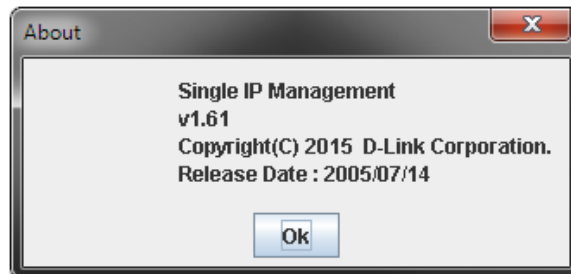 About
Single IP Management
v1.61
Copyright(C) 2015 D-Link Corporation.
Release Date : 2005/07/14
Ok